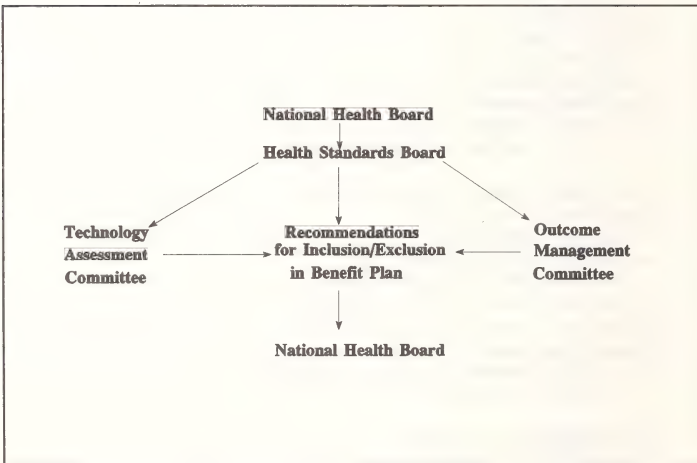 National Health Board
Health Standards Board
Technology
Assessment
Committee
Recommendations
for Inclusion/Exclusion
in Benefit Plan
Outcome
Management
Committee
National Health Board